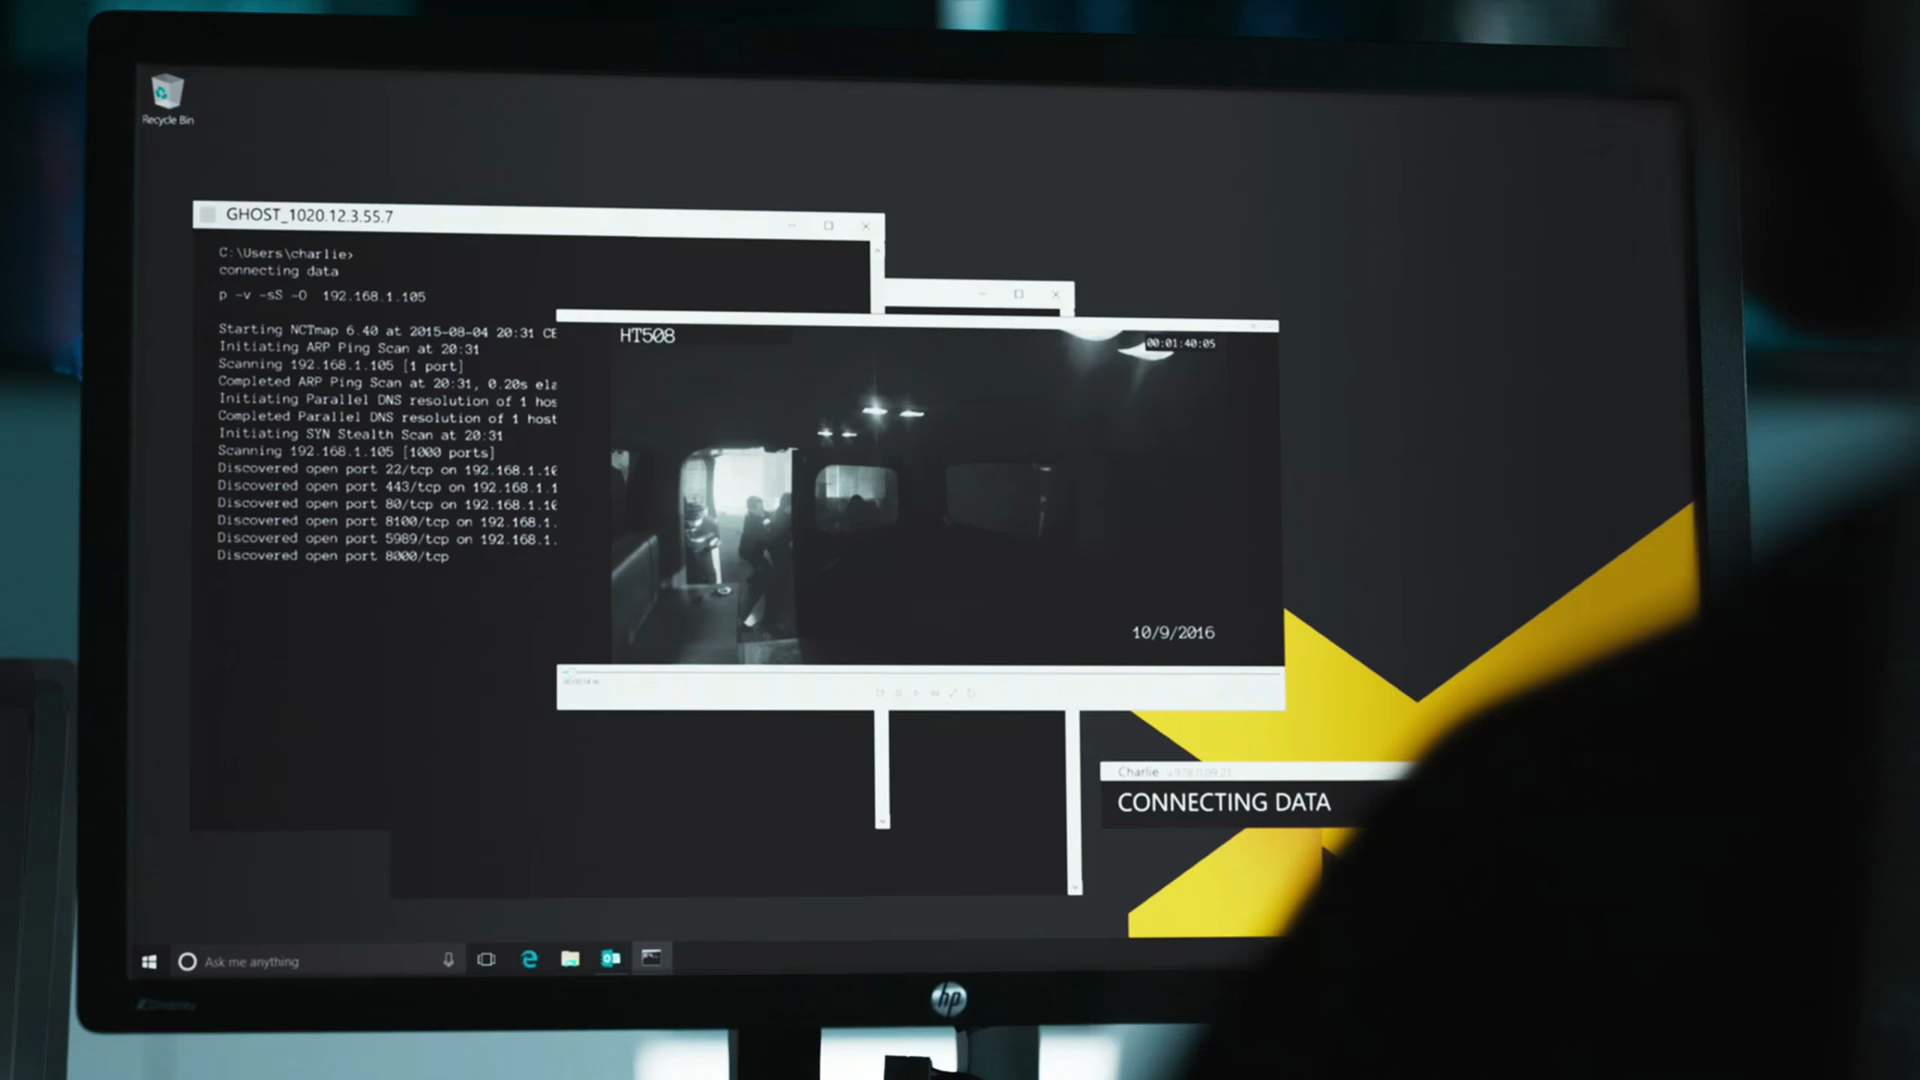 Recycle Bin
GHOST_1020.12.3.55.7
C:\Users\charlie>
connecting data
p -v -sS -O 192.168.1.105
Starting NCTmap 6.40 at 2015-08-04 20:31 CE
Initiating ARP Ping Scan at 20:31
Scanning 192.168.1.105 [1 port]
Completed ARP Ping Scan at 20:31, 0.20s ela
Initiating Parallel DNS resolution of 1 hos
Completed Parallel DNS resolution of 1 host
Initiating SYN Stealth Scan at 20:31
Scanning 192.168.1.105 [1000 ports]
Discovered open port 22/tcp on 192.168.1.10
Discovered open port 443/tcp on 192.168.1.1
Discovered open port 80/tcp on 192.168.1.10
Discovered open port 8100/tcp on 192.168.1.
Discovered open port 5989/tcp on 192.168.1.
Discovered open port 8000/tcp
HT508
00:01:40:05
10/9/2016
Charlie
CONNECTING DATA
Ask me anything
hp